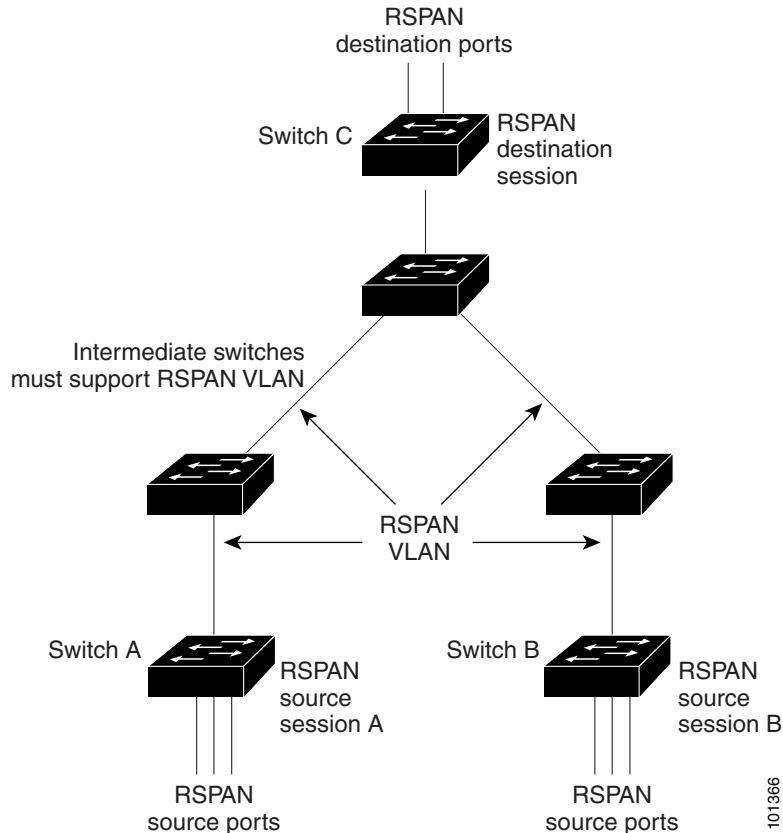 RSPAN
destination ports
Switch C
RSPAN
destination
session
Intermediate switches
must support RSPAN VLAN
RSPAN
VLAN
Switch A
RSPAN
source
session A
Switch B
RSPAN
source
session B
RSPAN
source ports
RSPAN
source ports
101366